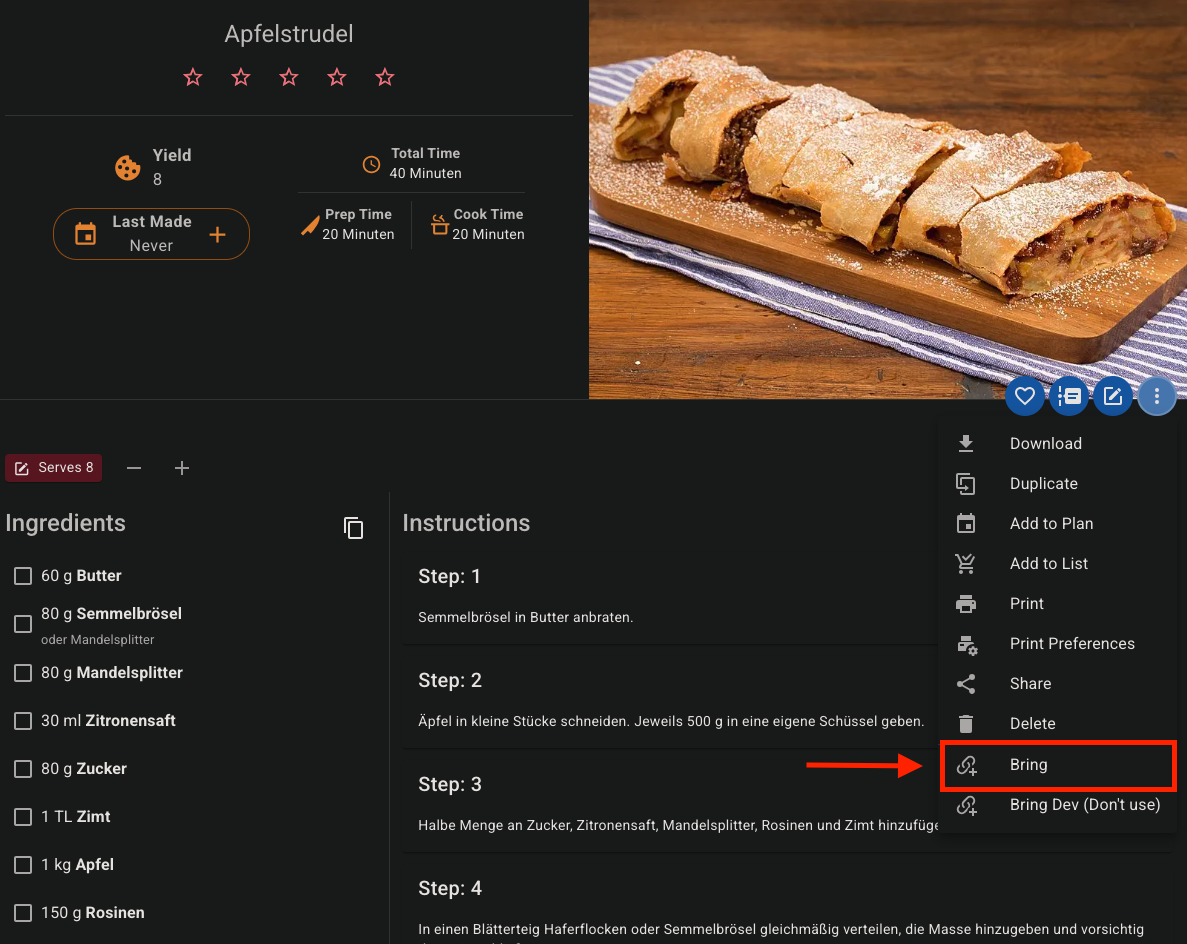 Apfelstrudel
Yield
8
Total Time
40 Minuten
Last Made
Never
Prep Time
20 Minuten
Cook Time
20 Minuten
Serves 8
Ingredients
60 g Butter
80 g Semmelbrösel
oder Mandelsplitter
80 g Mandelsplitter
30 ml Zitronensaft
80 g Zucker
1 TL Zimt
1 kg Apfel
150 g Rosinen
Instructions
Step: 1
Semmelbrösel in Butter anbraten.
Step: 2
Äpfel in kleine Stücke schneiden. Jeweils 500 g in eine eigene Schüssel geben.
Step: 3
Halbe Menge an Zucker, Zitronensaft, Mandelsplitter, Rosinen und Zimt hinzufüge
Step: 4
In einen Blätterteig Haferflocken oder Semmelbrösel gleichmäßig verteilen, die Masse hinzugeben und vorsichtig
Download
Duplicate
Add to Plan
Add to List
Print
Print Preferences
Share
Delete
Bring
Bring Dev (Don't use)